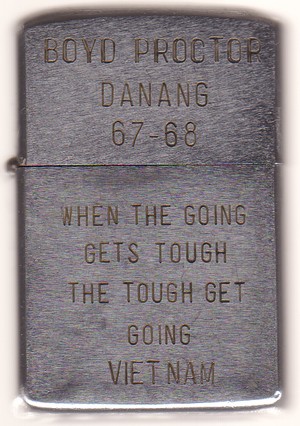 BOYD PROCTOR
DANANG
67-68
WHEN THE GOING
GETS TOUGH
THE TOUGH GET
GOING
VIETNAM